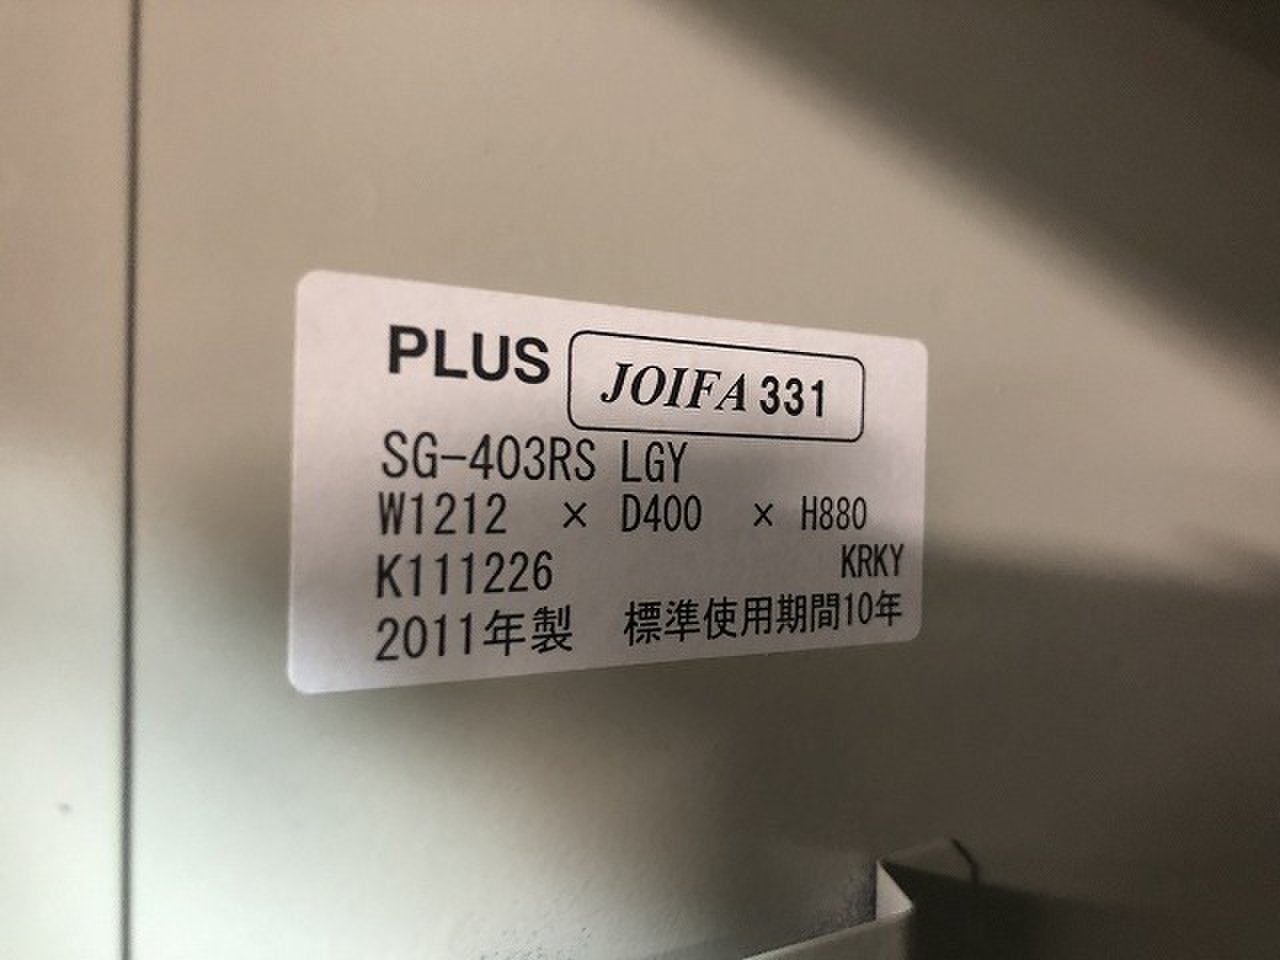 PLUS JOIFA 331
SG-403RS LGY
W1212 × D400 × H880
K111226 KRKY
2011年製 標準使用期間10年